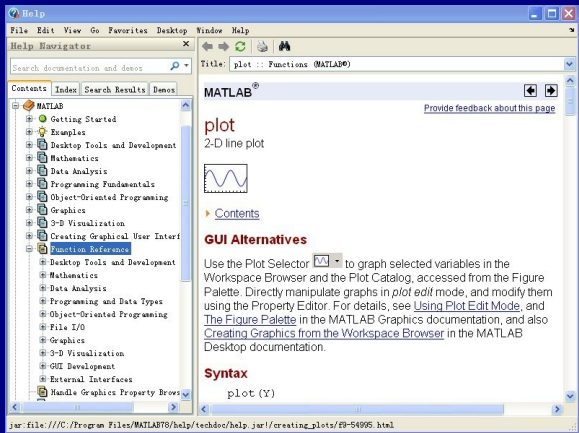 Help
File Edit View Go Favorites Desktop Window Help
Help Navigator
Search documentation and demos
Contents Index Search Results Demos
MATLAB
Getting Started
Examples
Desktop Tools and Development
Mathematics
Data Analysis
Programming Fundamentals
Object-Oriented Programming
Graphics
3-D Visualization
Creating Graphical User Interf
Function Reference
Desktop Tools and Development
Mathematics
Data Analysis
Programming and Data Types
Object-Oriented Programming
File I/O
Graphics
3-D Visualization
GUI Development
External Interfaces
Handle Graphics Property Brows
Title: plot :: Functions (MATLAB®)
MATLAB®
Provide feedback about this page
plot
2-D line plot
Contents
GUI Alternatives
Use the Plot Selector to graph selected variables in the
Workspace Browser and the Plot Catalog, accessed from the Figure
Palette. Directly manipulate graphs in plot edit mode, and modify them
using the Property Editor. For details, see Using Plot Edit Mode, and
The Figure Palette in the MATLAB Graphics documentation, and also
Creating Graphics from the Workspace Browser in the MATLAB
Desktop documentation.
Syntax
plot(Y)
jar:file:///C:/Program Files/MATLAB78/help/techdoc/help.jar!/creating_plots/f9-54995.html